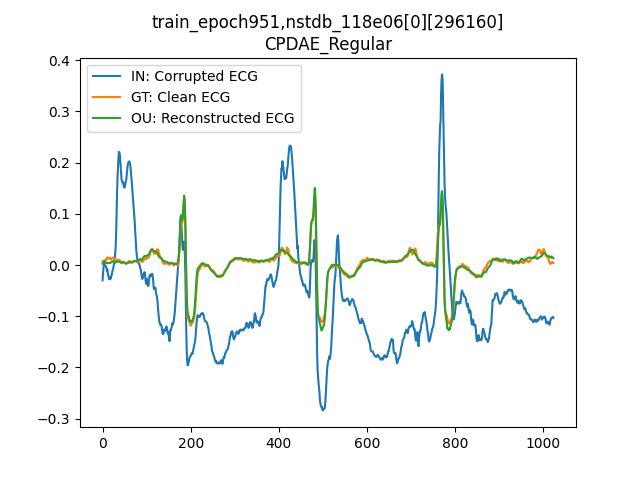 train_epoch951,nstdb_118e06[0][296160]
CPDAE_Regular
IN: Corrupted ECG
GT: Clean ECG
OU: Reconstructed ECG
0.4
0.3
0.2
0.1
0.0
−0.1
−0.2
−0.3
0 200 400 600 800 1000